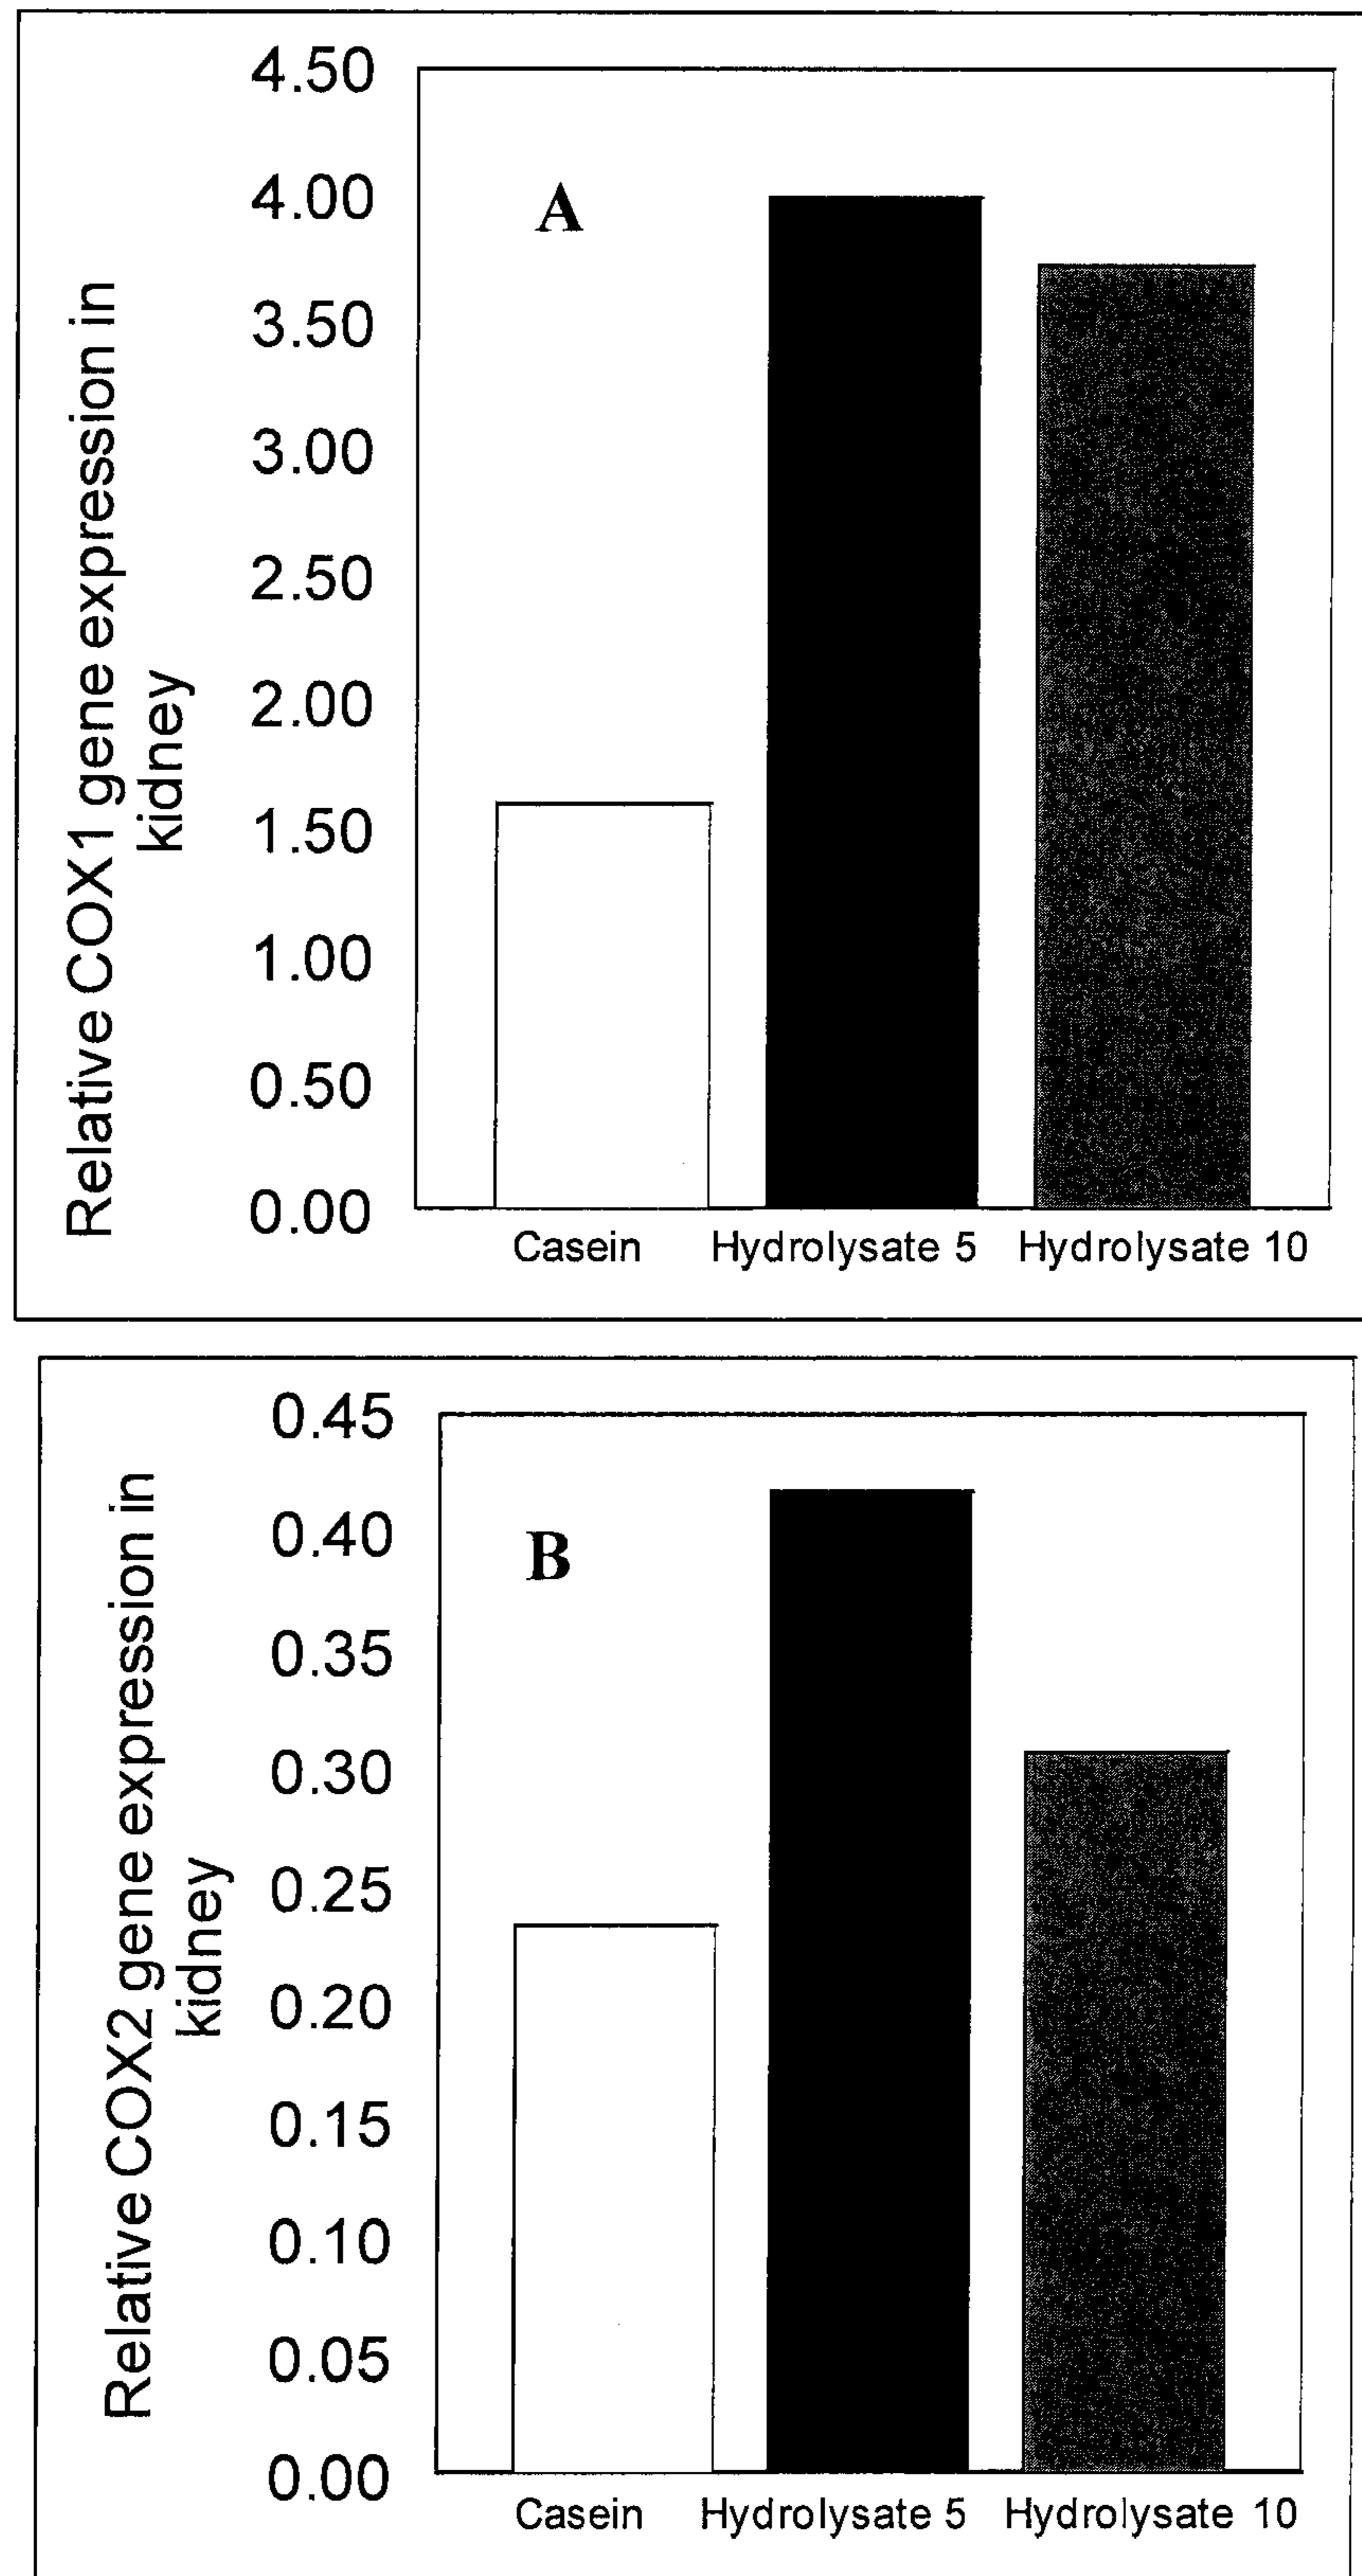 4.50
A
4.00
3.50
3.00
2.50
2.00
1.50
1.00
0.50
0.00
Relative COX1 gene expression in
kidney
Casein Hydrolysate 5 Hydrolysate 10
0.45
0.40
B
0.35
0.30
0.25
0.20
0.15
0.10
0.05
0.00
Relative COX2 gene expression in
kidney
Casein Hydrolysate 5 Hydrolysate 10